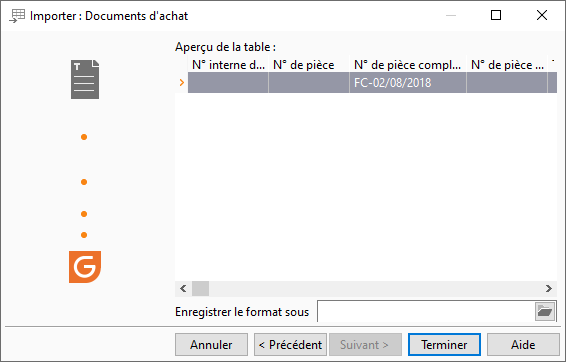 Importer : Documents d'achat
T
Aperçu de la table :
N° interne d... N° de pièce N° de pièce compl... N° de pièce ...
FC-02/08/2018
G
Enregistrer le format sous
Annuler < Précédent Suivant > Terminer Aide